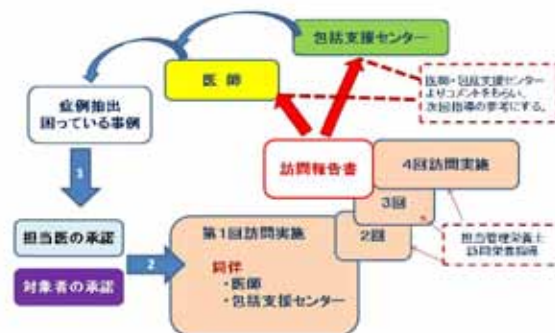 包括支援センター
医 師
医師・包括支援センター
よりコメントをもらい、
次回指導の参考にする。
症例抽出
困っている事例
訪問報告書
4回訪問実施
3回
2回
1
担当医の承諾
対象者の承諾
2
第1回訪問実施
同伴
・医師
・包括支援センター
担当管理栄養士
訪問栄養指導